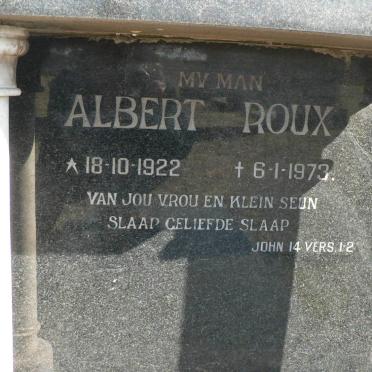 MY MAN
ALBERT ROUX
★ 18-10-1922 † 6-1-1973.
VAN JOU VROU EN KLEIN SEUN
SLAAP GELIEFDE SLAAP
JOHN 14 VERS. 1-2